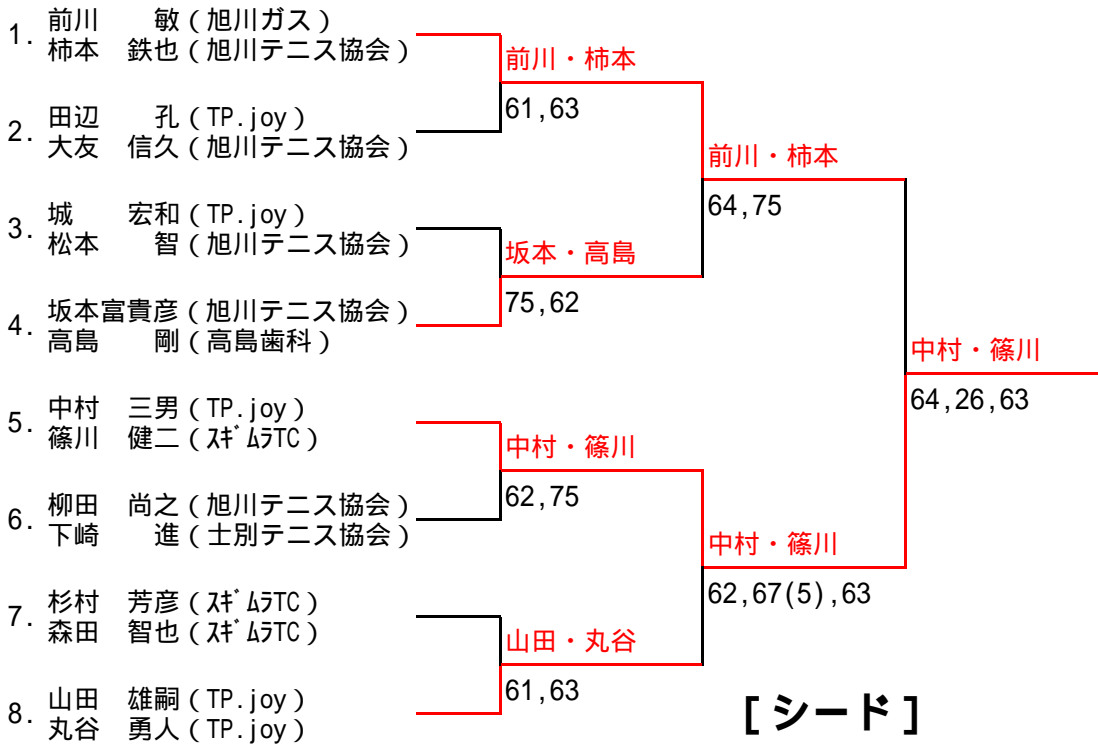 1. 前川　　敏(旭川ガス)
柿本　鉄也(旭川テニス協会)
前川・柿本
61,63
2. 田辺　　孔(TP.joy)
大友　信久(旭川テニス協会)
前川・柿本
64,75
3. 城　　宏和(TP.joy)
松本　　智(旭川テニス協会)
坂本・高島
75,62
4. 坂本富貴彦(旭川テニス協会)
高島　　剛(高島歯科)
中村・篠川
64,26,63
5. 中村　三男(TP.joy)
篠川　健二(ｽｷﾞﾑﾗTC)
中村・篠川
62,75
6. 柳田　尚之(旭川テニス協会)
下崎　　進(士別テニス協会)
中村・篠川
62,67(5),63
7. 杉村　芳彦(ｽｷﾞﾑﾗTC)
森田　智也(ｽｷﾞﾑﾗTC)
山田・丸谷
61,63
8. 山田　雄嗣(TP.joy)
丸谷　勇人(TP.joy)
[シード]